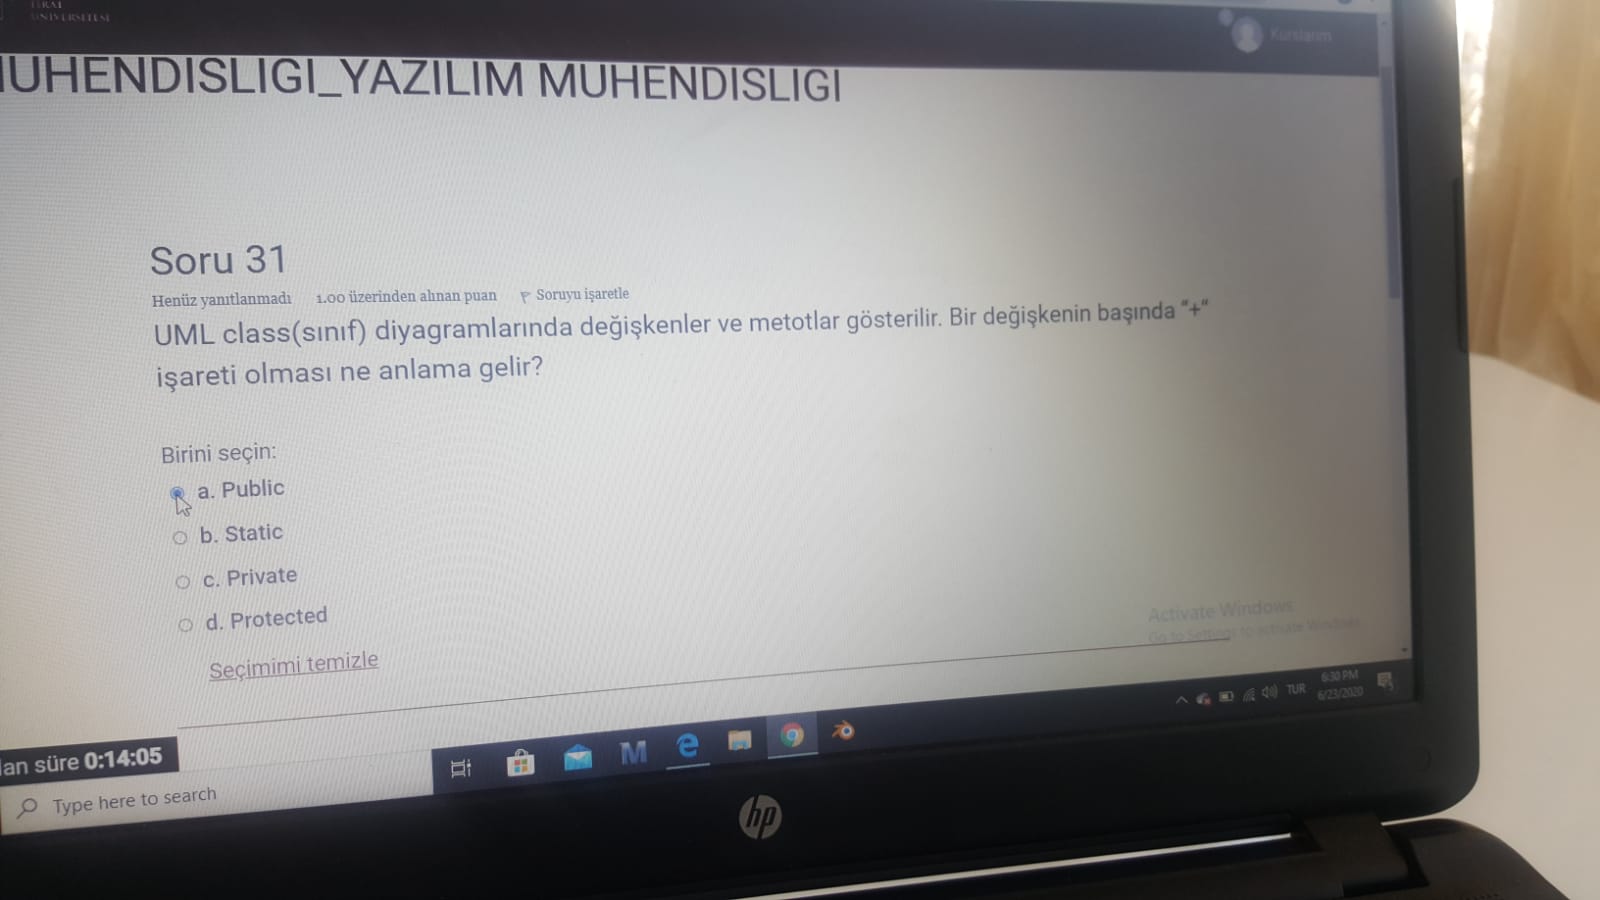 FIRAT
ÜNİVERSİTESİ
Kurslarım
MUHENDISLIGI_YAZILIM MUHENDISLIGI
Soru 31
Henüz yanıtlanmadı 1.00 üzerinden alınan puan Soruyu işaretle
UML class(sınıf) diyagramlarında değişkenler ve metotlar gösterilir. Bir değişkenin başında "+"
işareti olması ne anlama gelir?
Birini seçin:
a. Public
b. Static
c. Private
d. Protected
Seçimimi temizle
Activate Windows
Go to Settings to activate Windows.
lan süre 0:14:05
Type here to search
M
TUR
6:30 PM
6/23/2020
hp